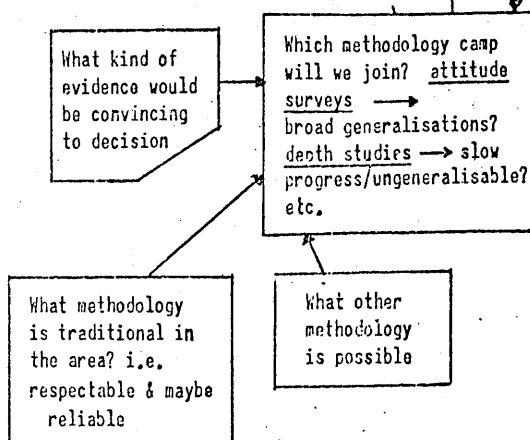 What kind of
evidence would
be convincing
to decision
Which methodology camp
will we join? attitude
surveys ⟶
broad generalisations?
depth studies ⟶ slow
progress/ungeneralisable?
etc.
What methodology
is traditional in
the area? i.e.
respectable & maybe
reliable
What other
methodology
is possible